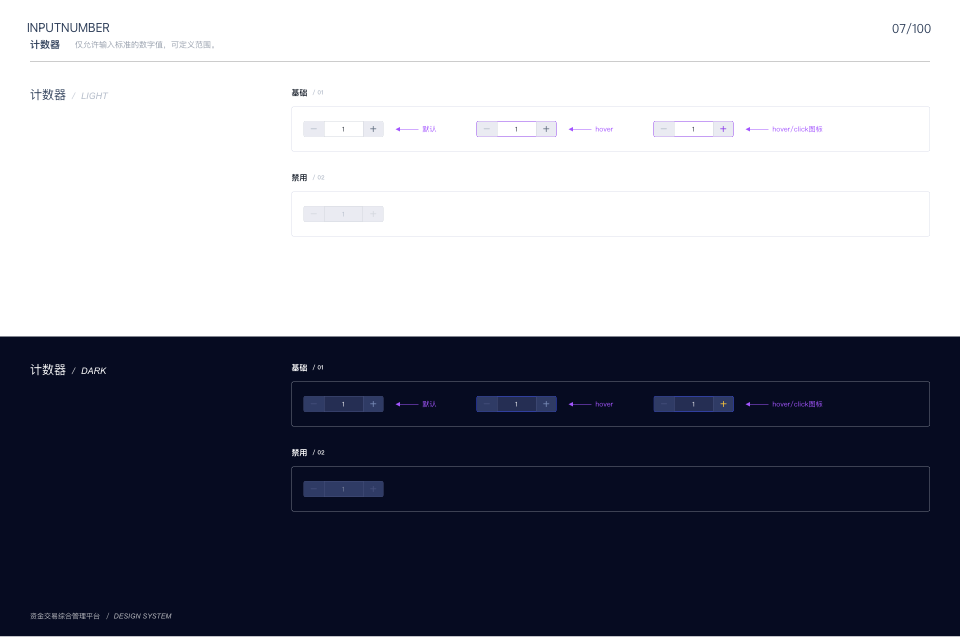 INPUTNUMBER
07/100
计数器 仅允许输入标准的数字值，可定义范围。
计数器 / LIGHT
基础 / 01
− 1 + 默认 − 1 + hover − 1 + hover/click图标
禁用 / 02
− 1 +
计数器 / DARK
基础 / 01
− 1 + 默认 − 1 + hover − 1 + hover/click图标
禁用 / 02
− 1 +
资金交易综合管理平台 / DESIGN SYSTEM